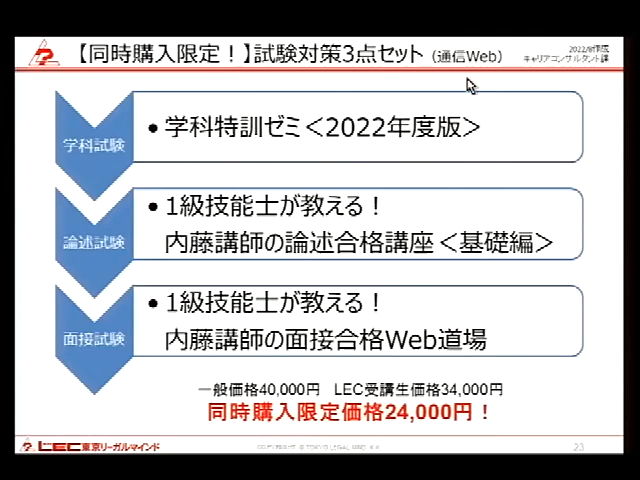 【同時購入限定！】試験対策3点セット（通信Web）
2022/8作成
キャリアコンサルタント課
学科試験
•学科特訓ゼミ＜2022年度版＞
論述試験
•1級技能士が教える！
内藤講師の論述合格講座＜基礎編＞
面接試験
•1級技能士が教える！
内藤講師の面接合格Web道場
一般価格40,000円　LEC受講生価格34,000円
同時購入限定価格24,000円！
LEC東京リーガルマインド
23